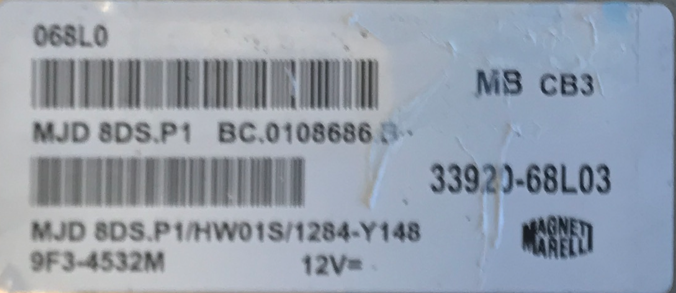 068L0
MB CB3
MJD 8DS.P1 BC.0108686.B
33920-68L03
MJD 8DS.P1/HW01S/1284-Y148
MAGNETI MARELLI
9F3-4532M 12V=